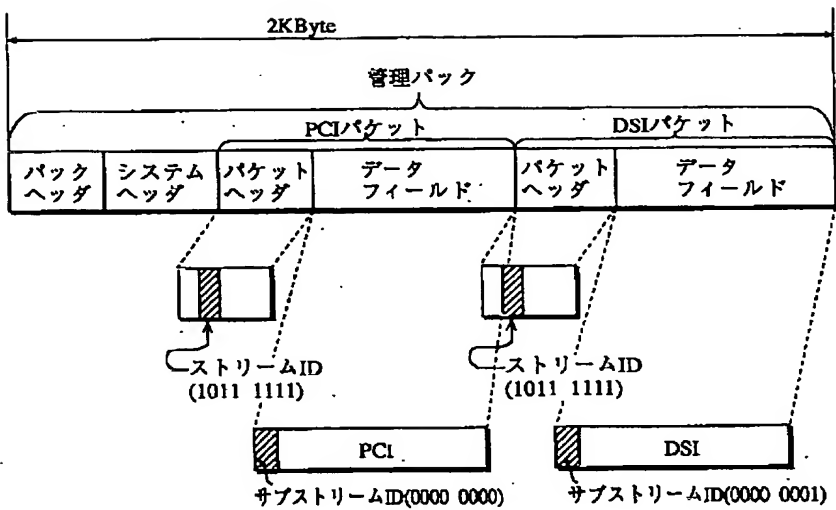 2KByte
管理パック
PCIパケット
DSIパケット
パック
ヘッダ
システム
ヘッダ
パケット
ヘッダ
データ
フィールド
パケット
ヘッダ
データ
フィールド
ストリームID
(1011 1111)
ストリームID
(1011 1111)
PCI
DSI
サブストリームID(0000 0000)
サブストリームID(0000 0001)